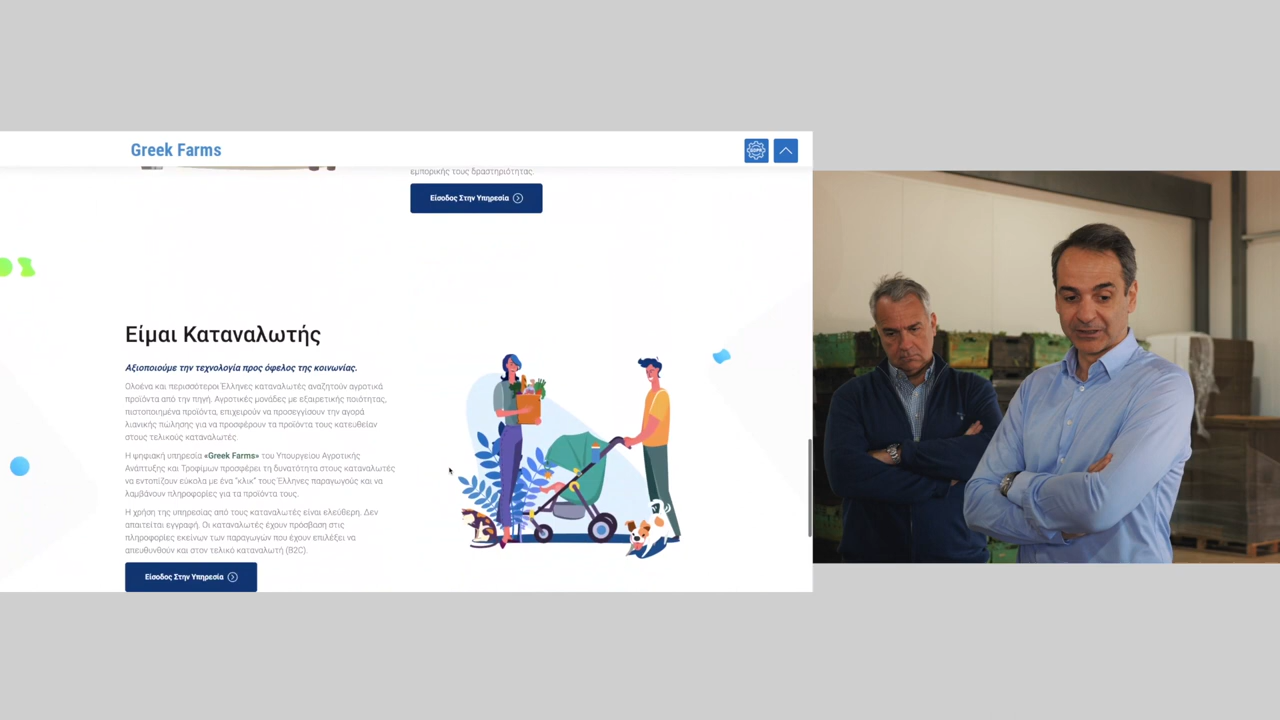 Greek Farms
εμπορικής τους δραστηριότητας.
Είσοδος Στην Υπηρεσία
Είμαι Καταναλωτής
Αξιοποιούμε την τεχνολογία προς όφελος της κοινωνίας.
Ολοένα και περισσότεροι Έλληνες καταναλωτές αναζητούν αγροτικά
προϊόντα από την πηγή. Αγροτικές μονάδες με εξαιρετικής ποιότητας,
πιστοποιημένα προϊόντα, επιχειρούν να προσεγγίσουν την αγορά
λιανικής πώλησης για να προσφέρουν τα προϊόντα τους κατευθείαν
στους τελικούς καταναλωτές.
Η ψηφιακή υπηρεσία «Greek Farms» του Υπουργείου Αγροτικής
Ανάπτυξης και Τροφίμων προσφέρει τη δυνατότητα στους καταναλωτές
να εντοπίζουν εύκολα με ένα "κλικ" τους Έλληνες παραγωγούς και να
λαμβάνουν πληροφορίες για τα προϊόντα τους.
Η χρήση της υπηρεσίας από τους καταναλωτές είναι ελεύθερη. Δεν
απαιτείται εγγραφή. Οι καταναλωτές έχουν πρόσβαση στις
πληροφορίες εκείνων των παραγωγών που έχουν επιλέξει να
απευθυνθούν και στον τελικό καταναλωτή (B2C).
Είσοδος Στην Υπηρεσία